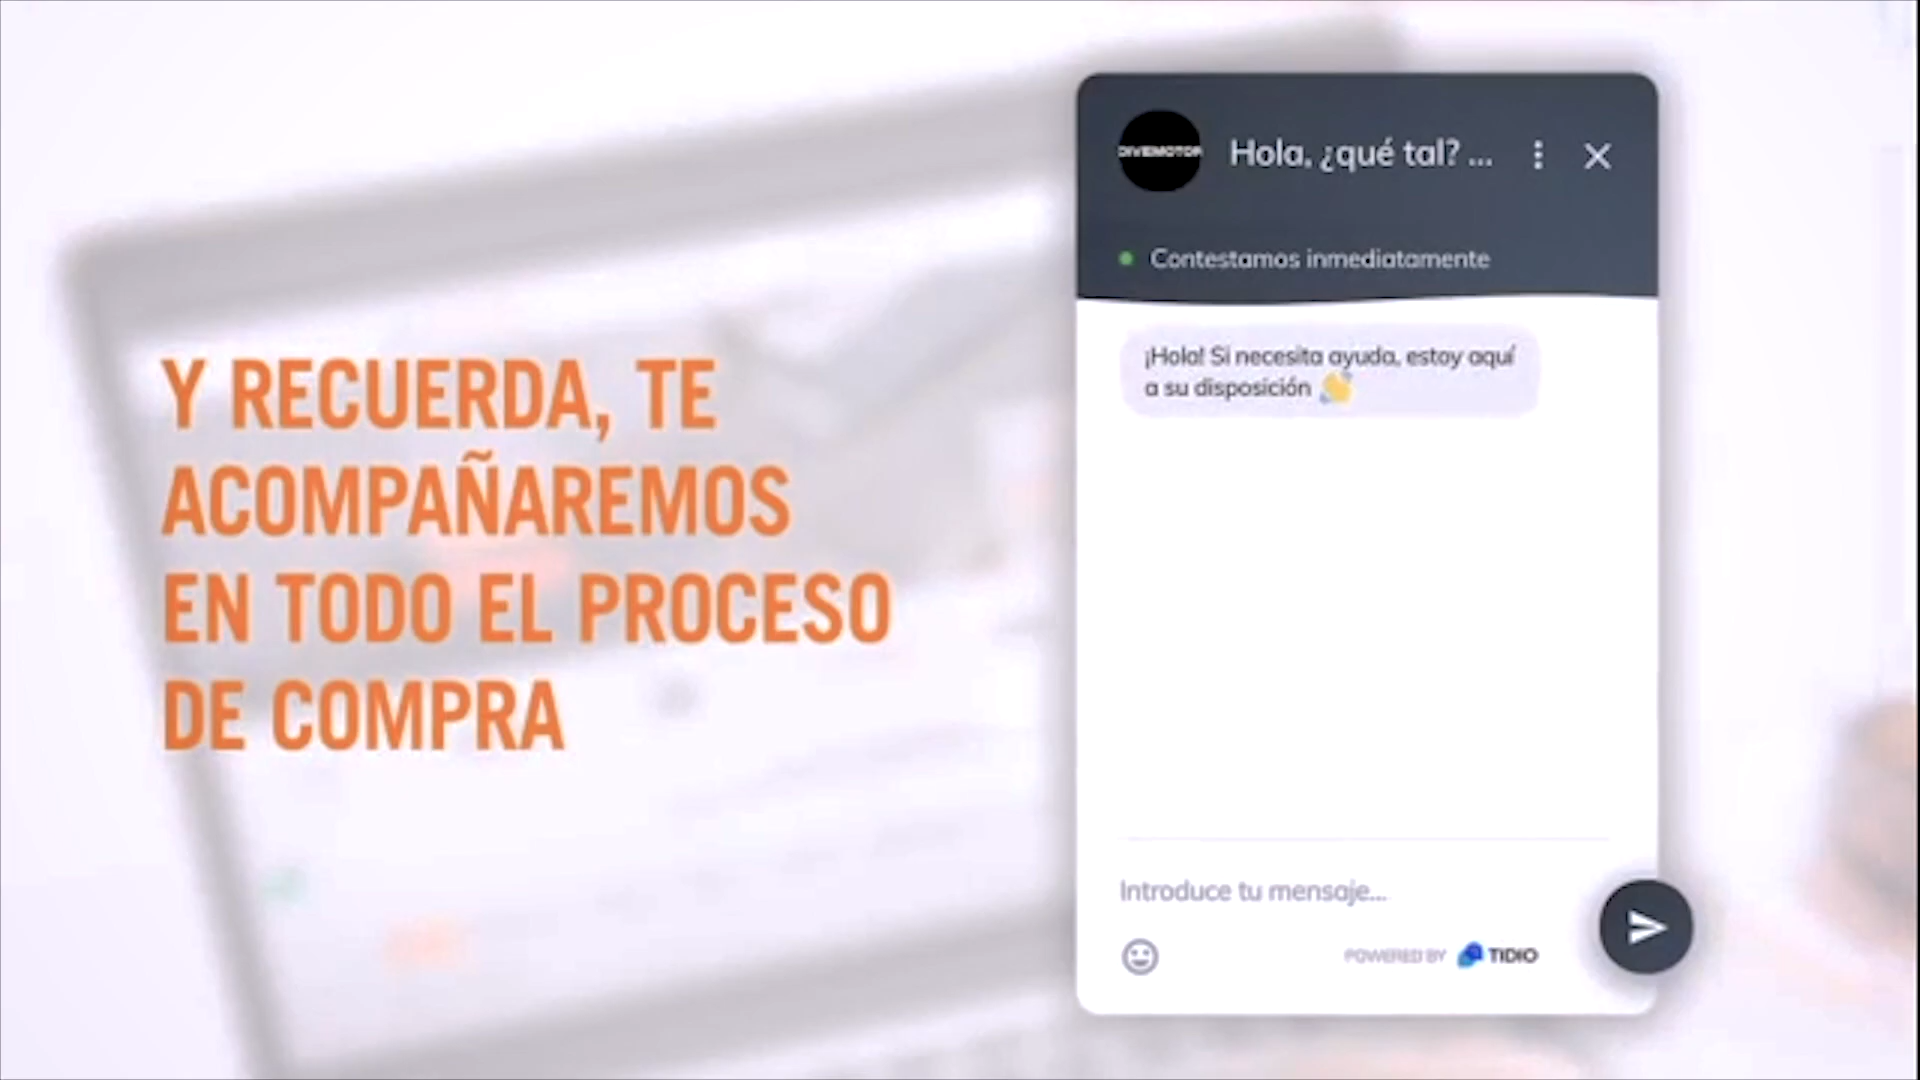 Y RECUERDA, TE
ACOMPAÑAREMOS
EN TODO EL PROCESO
DE COMPRA
DIVEMOTOR
Hola, ¿qué tal? ...
Contestamos inmediatamente
¡Hola! Si necesita ayuda, estoy aquí
a su disposición 👋
Introduce tu mensaje...
POWERED BY TIDIO